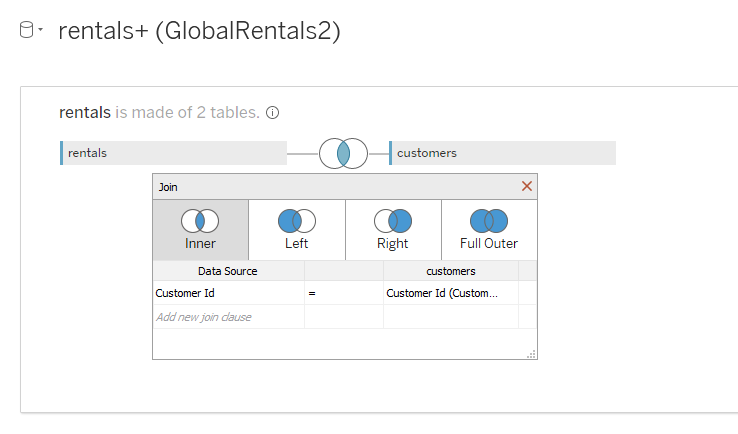 rentals+ (GlobalRentals2)
rentals is made of 2 tables.
rentals customers
Join
Inner Left Right Full Outer
Data Source customers
Customer Id = Customer Id (Custom...
Add new join clause